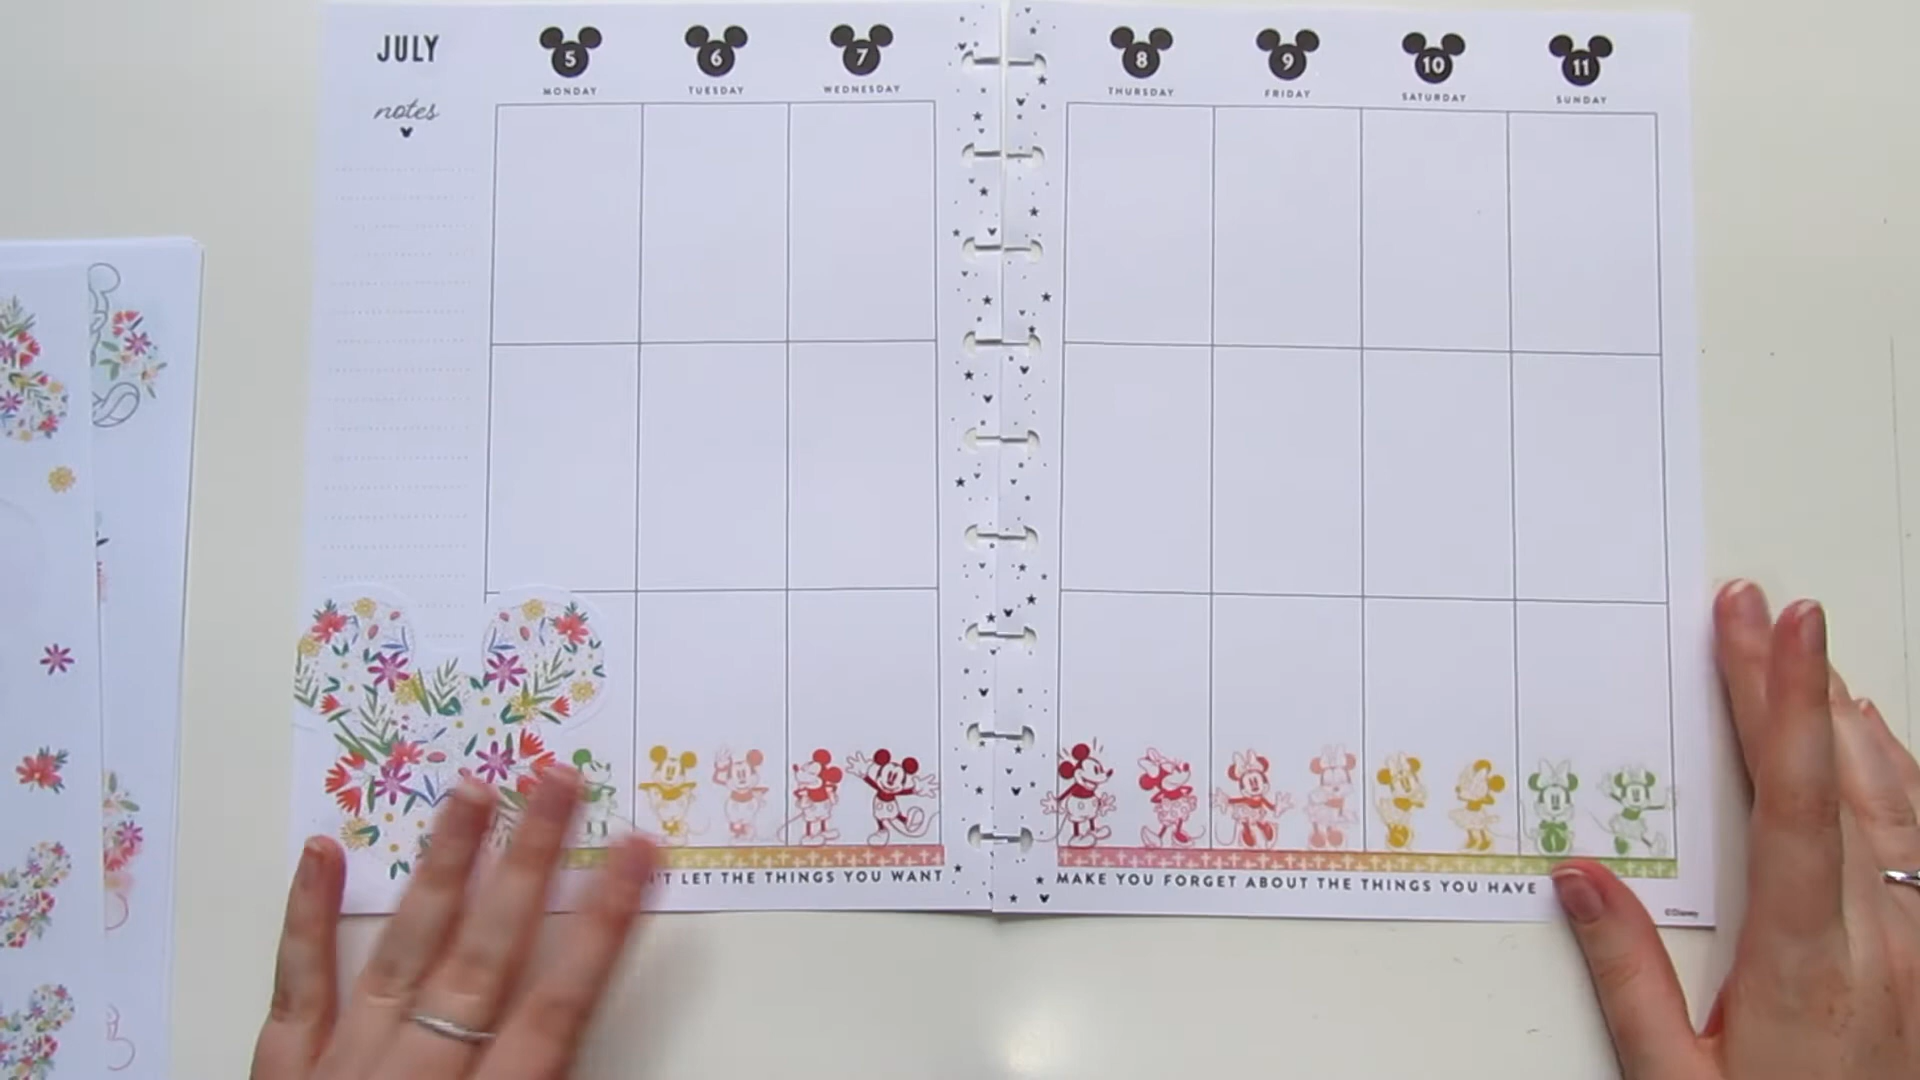 JULY
notes
5 6 7
MONDAY TUESDAY WEDNESDAY
8 9 10 11
THURSDAY FRIDAY SATURDAY SUNDAY
'T LET THE THINGS YOU WANT
MAKE YOU FORGET ABOUT THE THINGS YOU HAVE
©Disney